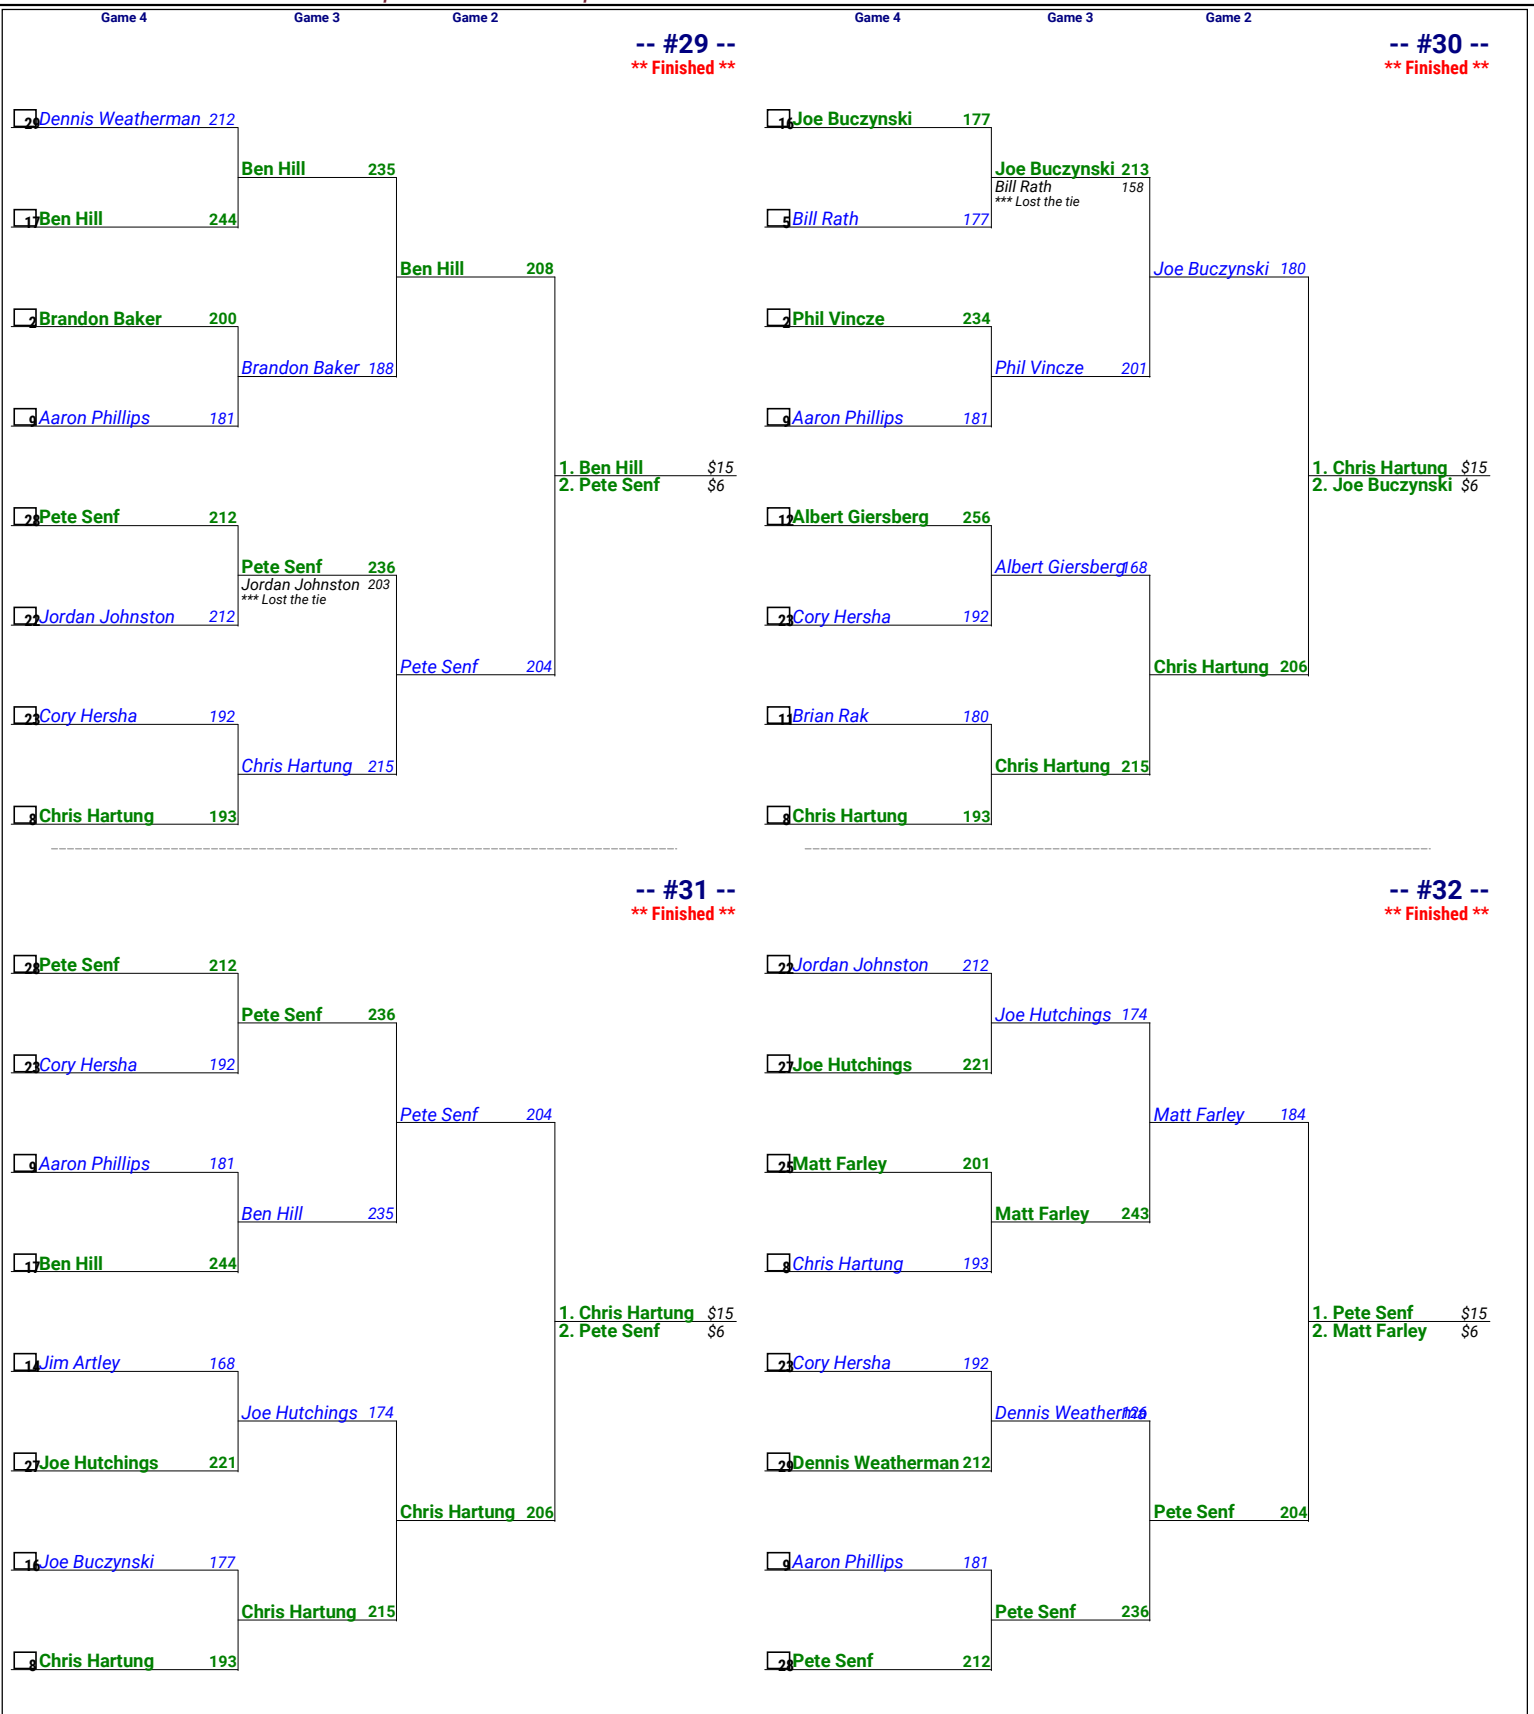 Game 4 Game 3 Game 2 Game 4 Game 3 Game 2
-- #29 --
** Finished **
29 Dennis Weatherman 212
Ben Hill 235
17 Ben Hill 244
Ben Hill 208
2 Brandon Baker 200
Brandon Baker 188
9 Aaron Phillips 181
1. Ben Hill $15
2. Pete Senf $6
28 Pete Senf 212
Pete Senf 236
Jordan Johnston 203
*** Lost the tie
22 Jordan Johnston 212
Pete Senf 204
23 Cory Hersha 192
Chris Hartung 215
8 Chris Hartung 193
-- #30 --
** Finished **
16 Joe Buczynski 177
Joe Buczynski 213
Bill Rath 158
*** Lost the tie
5 Bill Rath 177
Joe Buczynski 180
2 Phil Vincze 234
Phil Vincze 201
9 Aaron Phillips 181
1. Chris Hartung $15
2. Joe Buczynski $6
12 Albert Giersberg 256
Albert Giersberg 168
23 Cory Hersha 192
Chris Hartung 206
11 Brian Rak 180
Chris Hartung 215
8 Chris Hartung 193
-- #31 --
** Finished **
28 Pete Senf 212
Pete Senf 236
23 Cory Hersha 192
Pete Senf 204
9 Aaron Phillips 181
Ben Hill 235
17 Ben Hill 244
1. Chris Hartung $15
2. Pete Senf $6
14 Jim Artley 168
Joe Hutchings 174
27 Joe Hutchings 221
Chris Hartung 206
16 Joe Buczynski 177
Chris Hartung 215
8 Chris Hartung 193
-- #32 --
** Finished **
22 Jordan Johnston 212
Joe Hutchings 174
27 Joe Hutchings 221
Matt Farley 184
25 Matt Farley 201
Matt Farley 243
8 Chris Hartung 193
1. Pete Senf $15
2. Matt Farley $6
23 Cory Hersha 192
Dennis Weatherma 126
29 Dennis Weatherman 212
Pete Senf 204
9 Aaron Phillips 181
Pete Senf 236
28 Pete Senf 212